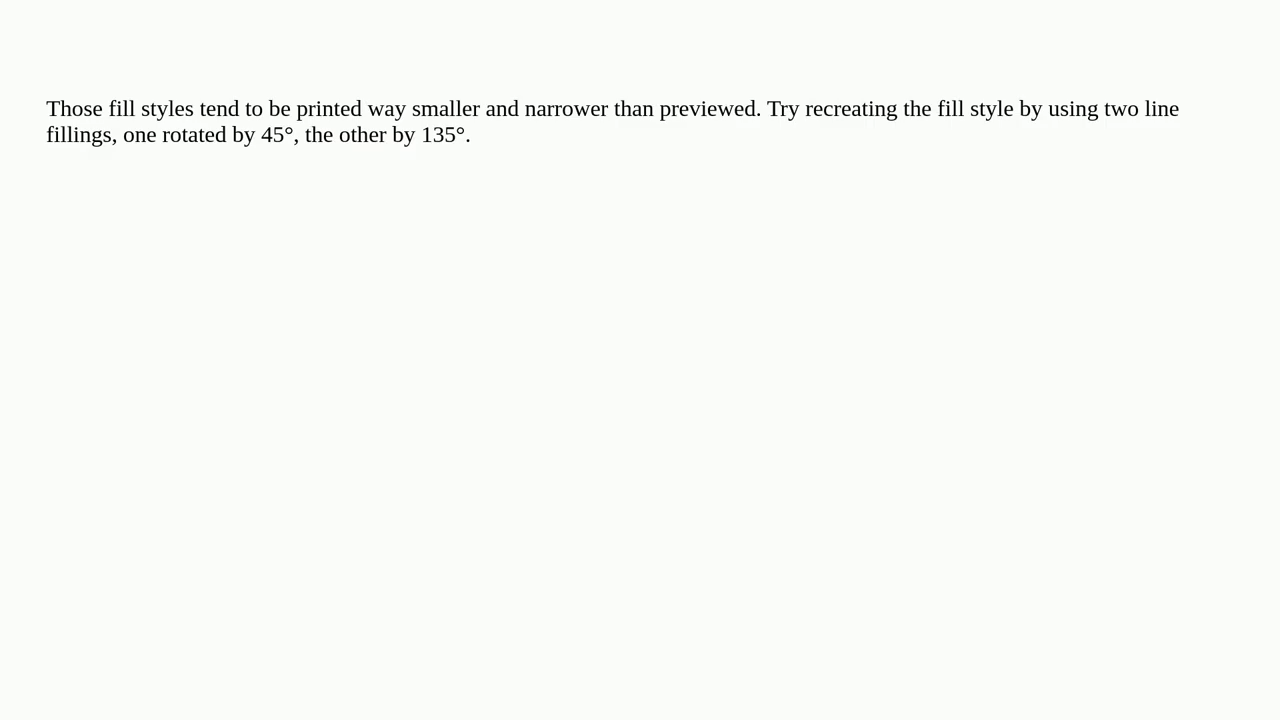 Those fill styles tend to be printed way smaller and narrower than previewed. Try recreating the fill style by using two line
fillings, one rotated by 45°, the other by 135°.